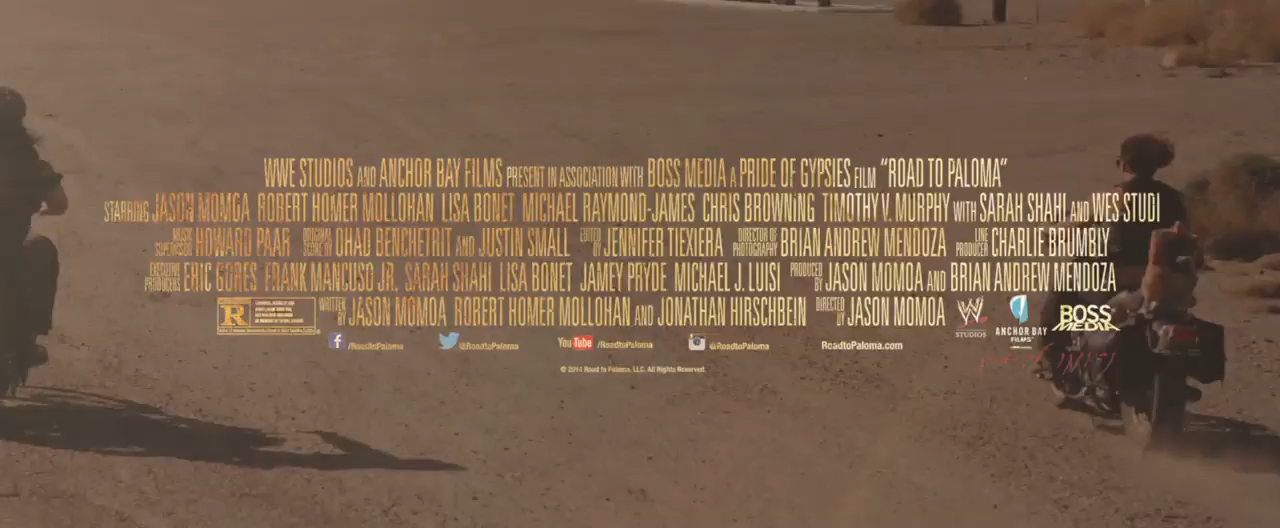 WWE STUDIOS AND ANCHOR BAY FILMS PRESENT IN ASSOCIATION WITH BOSS MEDIA A PRIDE OF GYPSIES FILM "ROAD TO PALOMA"
STARRING JASON MOMOA ROBERT HOMER MOLLOHAN LISA BONET MICHAEL RAYMOND-JAMES CHRIS BROWNING TIMOTHY V. MURPHY WITH SARAH SHAHI AND WES STUDI
MUSIC SUPERVISOR HOWARD PAAR ORIGINAL SCORE BY OHAD BENCHETRIT AND JUSTIN SMALL EDITED BY JENNIFER TIEXIERA DIRECTOR OF PHOTOGRAPHY BRIAN ANDREW MENDOZA LINE PRODUCER CHARLIE BRUMBLY
EXECUTIVE PRODUCERS ERIC GORES FRANK MANCUSO JR. SARAH SHAHI LISA BONET JAMEY PRYDE MICHAEL J. LUISI PRODUCED BY JASON MOMOA AND BRIAN ANDREW MENDOZA
R WRITTEN BY JASON MOMOA ROBERT HOMER MOLLOHAN AND JONATHAN HIRSCHBEIN DIRECTED BY JASON MOMOA W STUDIOS ANCHOR BAY FILMS BOSS MEDIA
f /RoadtoPaloma @RoadtoPaloma YouTube /RoadtoPaloma @RoadtoPaloma RoadtoPaloma.com
© 2014 Road to Paloma, LLC. All Rights Reserved.